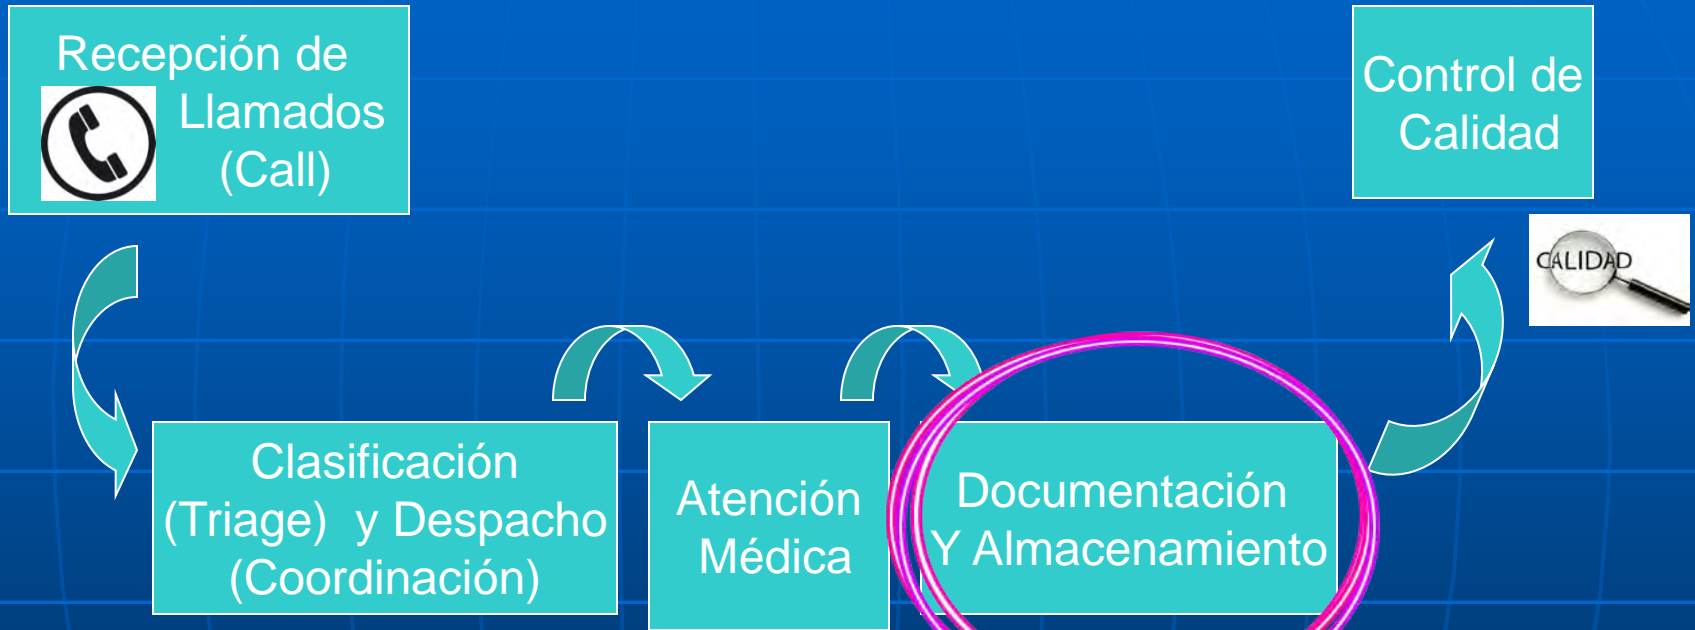 Recepción de
Llamados
(Call)
Control de
Calidad
CALIDAD
Clasificación
(Triage) y Despacho
(Coordinación)
Atención
Médica
Documentación
Y Almacenamiento